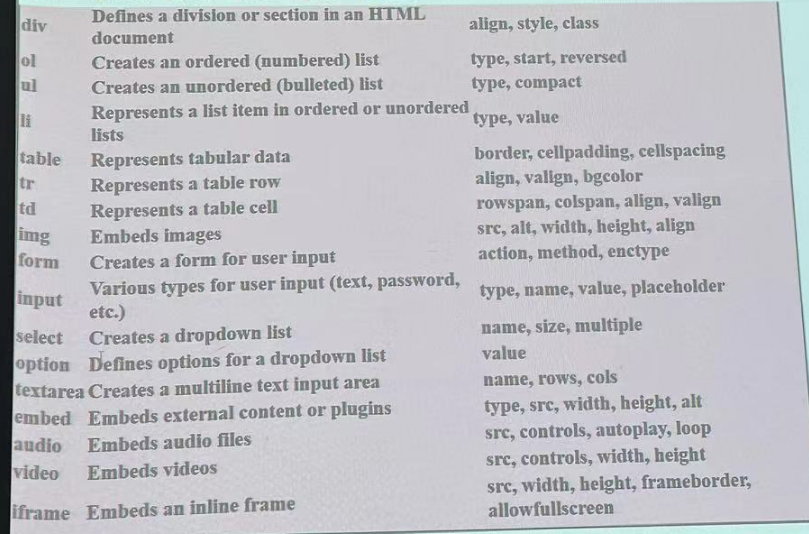 div Defines a division or section in an HTML document align, style, class
ol Creates an ordered (numbered) list type, start, reversed
ul Creates an unordered (bulleted) list type, compact
li Represents a list item in ordered or unordered lists type, value
table Represents tabular data border, cellpadding, cellspacing
tr Represents a table row align, valign, bgcolor
td Represents a table cell rowspan, colspan, align, valign
img Embeds images src, alt, width, height, align
form Creates a form for user input action, method, enctype
input Various types for user input (text, password, etc.) type, name, value, placeholder
select Creates a dropdown list name, size, multiple
option Defines options for a dropdown list value
textarea Creates a multiline text input area name, rows, cols
embed Embeds external content or plugins type, src, width, height, alt
audio Embeds audio files src, controls, autoplay, loop
video Embeds videos src, controls, width, height
iframe Embeds an inline frame src, width, height, frameborder, allowfullscreen